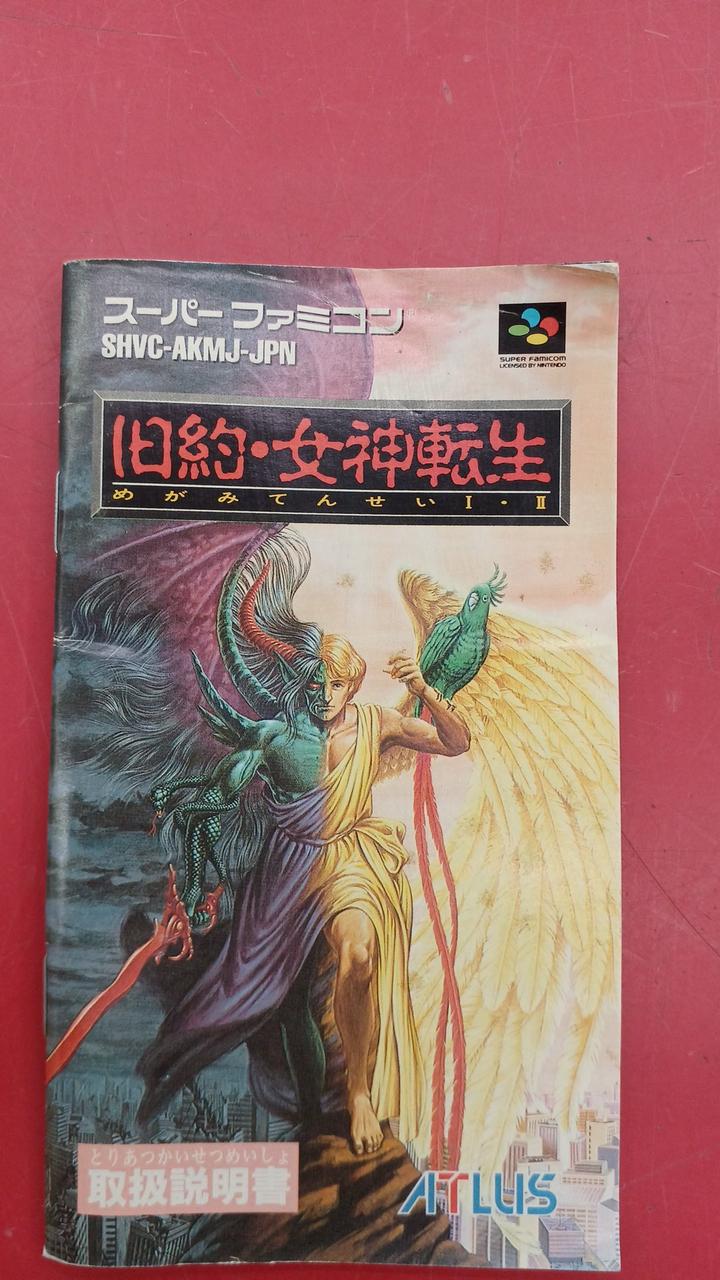 スーパーファミコン
SHVC-AKMJ-JPN
SUPER FAMICOM
LICENSED BY NINTENDO
旧約・女神転生
めがみてんせいI・II
とりあつかいせつめいしょ
取扱説明書
ATLUS